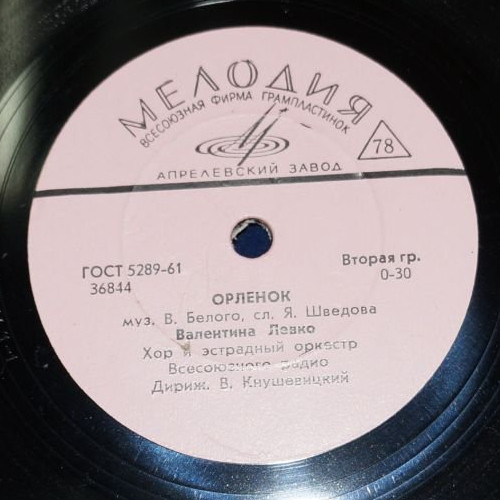 МЕЛОДИЯ
ВСЕСОЮЗНАЯ ФИРМА ГРАМПЛАСТИНОК
78
АПРЕЛЕВСКИЙ ЗАВОД
ГОСТ 5289-61
36844
Вторая гр.
0-30
ОРЛЕНОК
муз. В. Белого, сл. Я. Шведова
Валентина Левко
Хор и эстрадный оркестр
Всесоюзного радио
Дириж. В. Кнушевицкий